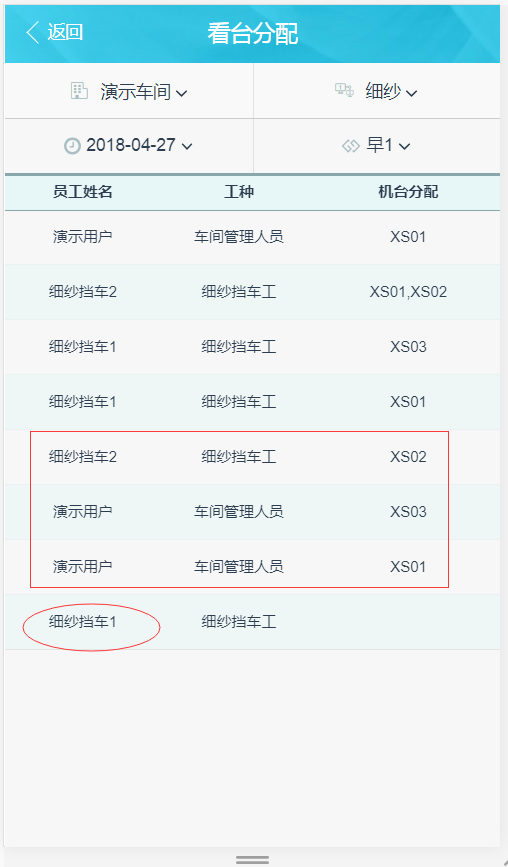 返回 看台分配
演示车间 细纱
2018-04-27 早1
员工姓名 工种 机台分配
演示用户 车间管理人员 XS01
细纱挡车2 细纱挡车工 XS01,XS02
细纱挡车1 细纱挡车工 XS03
细纱挡车1 细纱挡车工 XS01
细纱挡车2 细纱挡车工 XS02
演示用户 车间管理人员 XS03
演示用户 车间管理人员 XS01
细纱挡车1 细纱挡车工